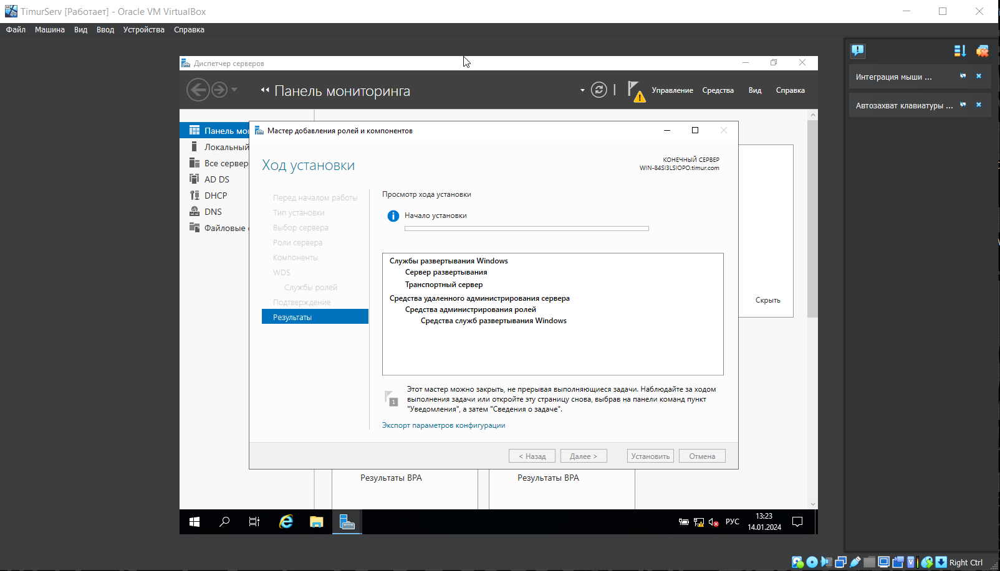 TimurServ [Работает] - Oracle VM VirtualBox
Файл Машина Вид Ввод Устройства Справка
Диспетчер серверов
Панель мониторинга
Управление Средства Вид Справка
Панель мо
Локальный
Все сервер
AD DS
DHCP
DNS
Файловые
Мастер добавления ролей и компонентов
Ход установки
КОНЕЧНЫЙ СЕРВЕР
WIN-84SI3LSIOPO.timur.com
Перед началом работы
Тип установки
Выбор сервера
Роли сервера
Компоненты
WDS
Службы ролей
Подтверждение
Результаты
Просмотр хода установки
Начало установки
Службы развертывания Windows
Сервер развертывания
Транспортный сервер
Средства удаленного администрирования сервера
Средства администрирования ролей
Средства служб развертывания Windows
1
Этот мастер можно закрыть, не прерывая выполняющиеся задачи. Наблюдайте за ходом
выполнения задачи или откройте эту страницу снова, выбрав на панели команд пункт
"Уведомления", а затем "Сведения о задаче".
Экспорт параметров конфигурации
< Назад Далее > Установить Отмена
Скрыть
Результаты BPA Результаты BPA
РУС
13:23
14.01.2024
Интеграция мыши ...
Автозахват клавиатуры ...
Right Ctrl